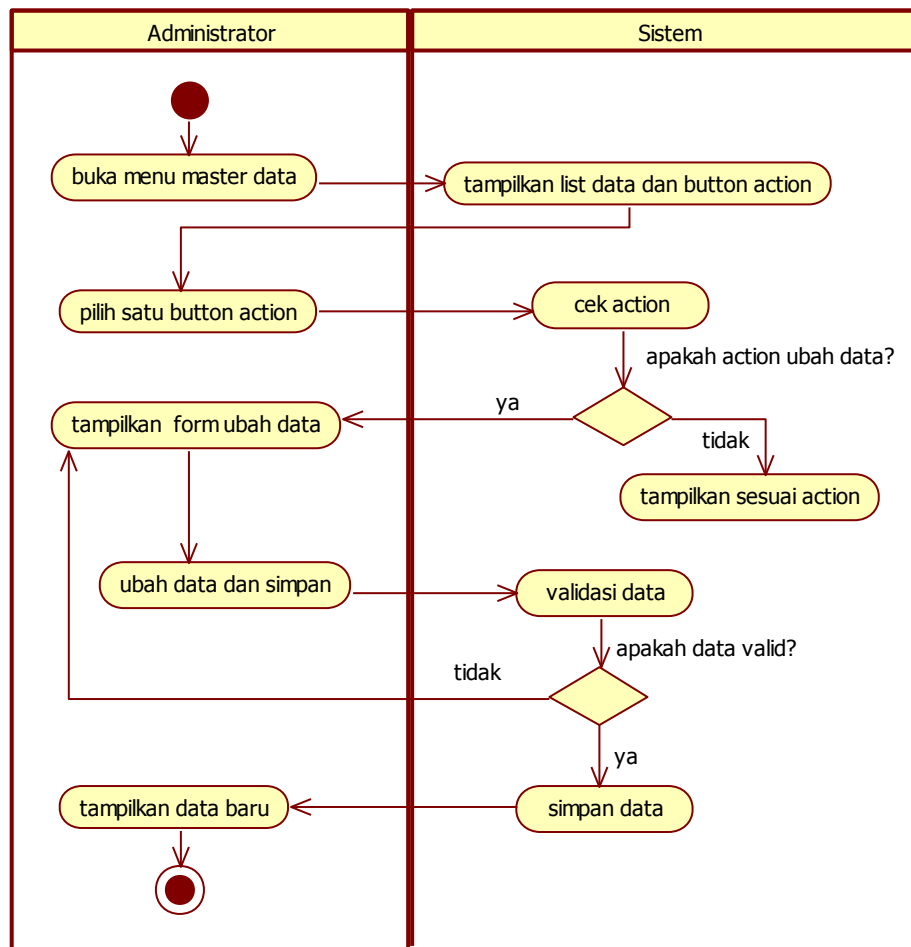 Administrator
Sistem
buka menu master data
tampilkan list data dan button action
pilih satu button action
cek action
apakah action ubah data?
ya
tampilkan form ubah data
tidak
tampilkan sesuai action
ubah data dan simpan
validasi data
apakah data valid?
tidak
ya
tampilkan data baru
simpan data